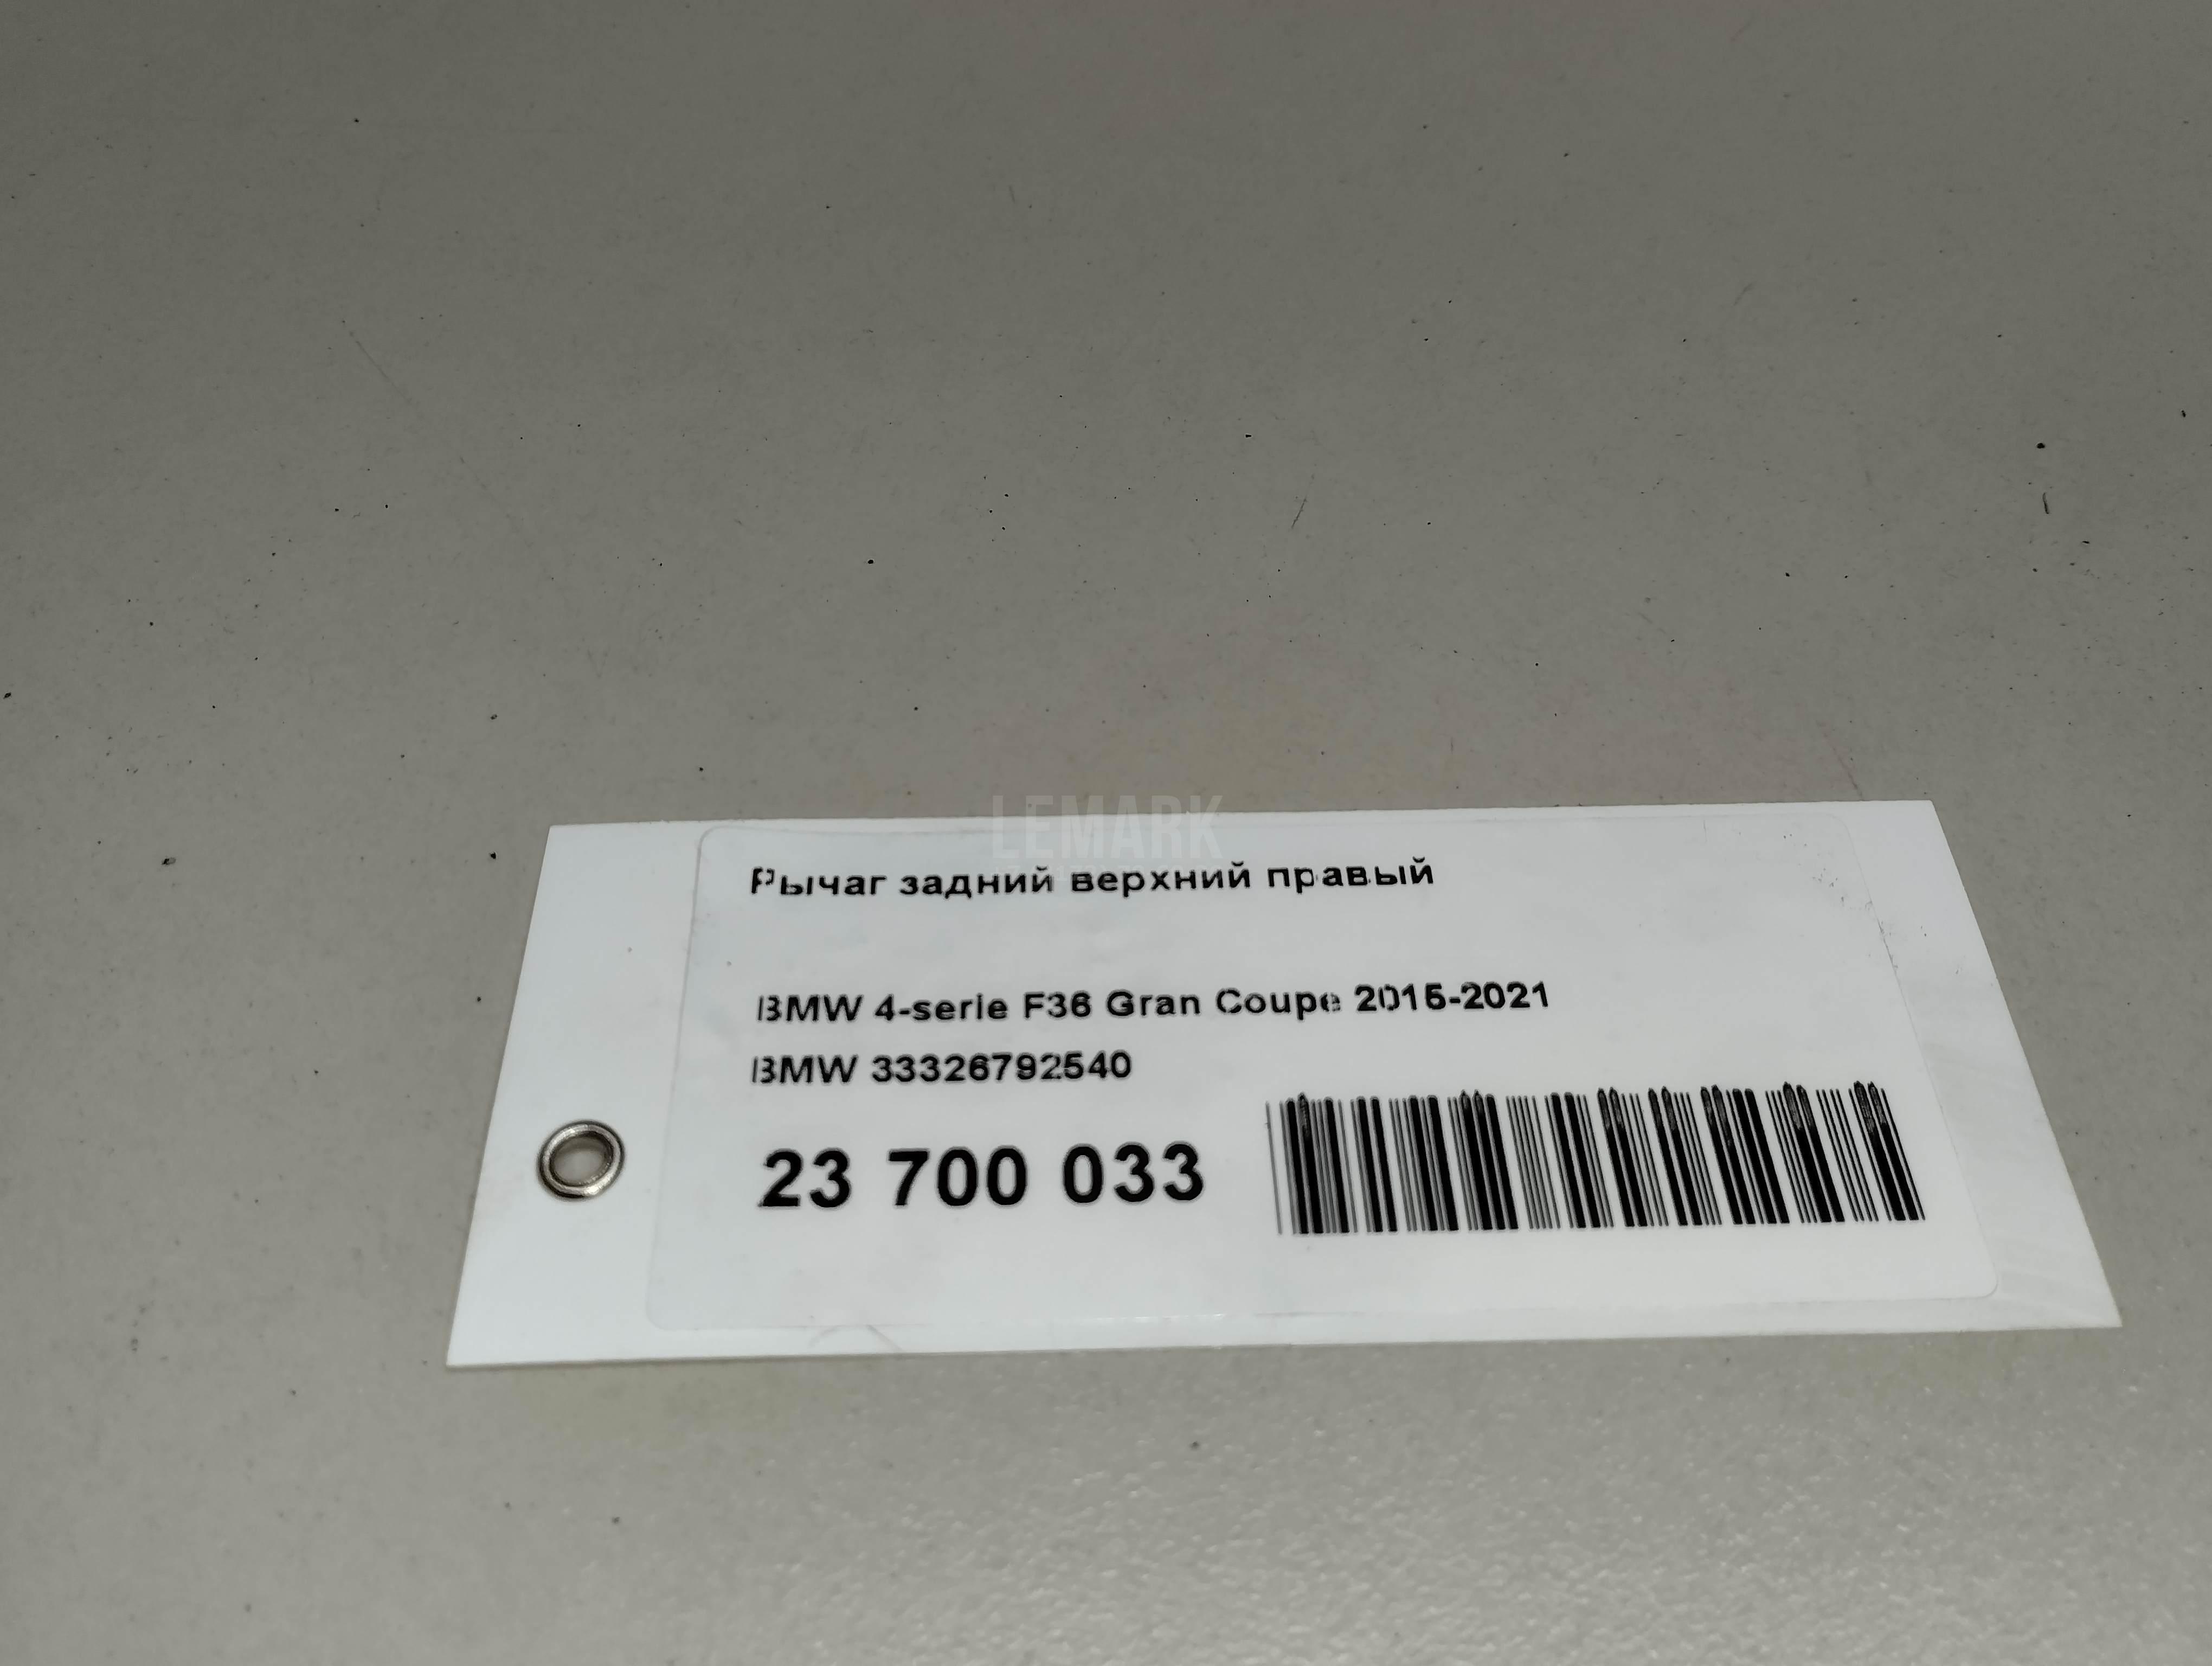 LEMARK
Рычаг задний верхний правый
BMW 4-serie F36 Gran Coupe 2015-2021
BMW 33326792540
23 700 033